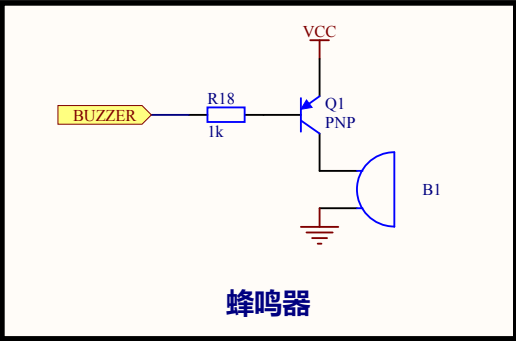 VCC
R18
Q1
BUZZER
1k
PNP
B1
蜂鸣器